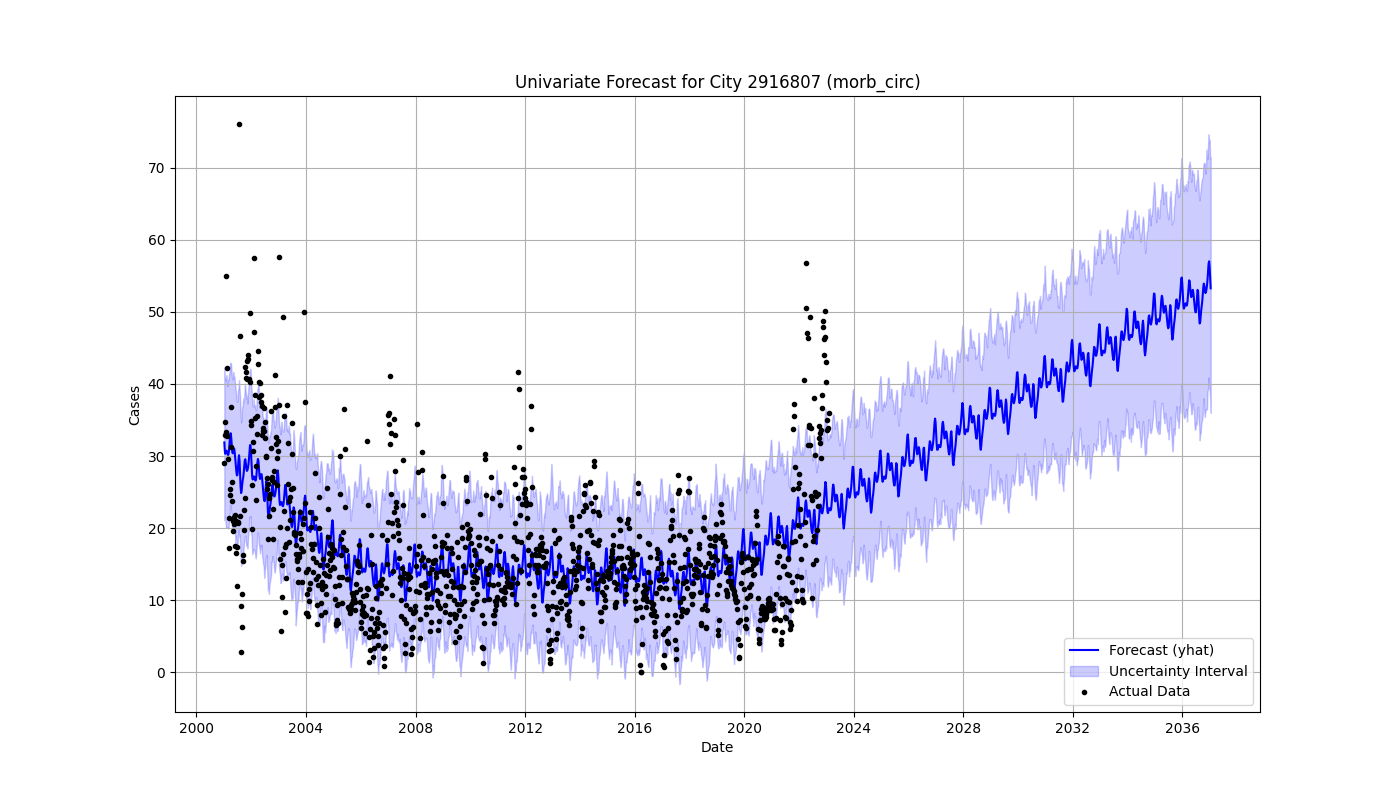 Univariate Forecast for City 2916807 (morb_circ)
Cases
70
60
50
40
30
20
10
0
2000 2004 2008 2012 2016 2020 2024 2028 2032 2036
Date
Forecast (yhat)
Uncertainty Interval
Actual Data